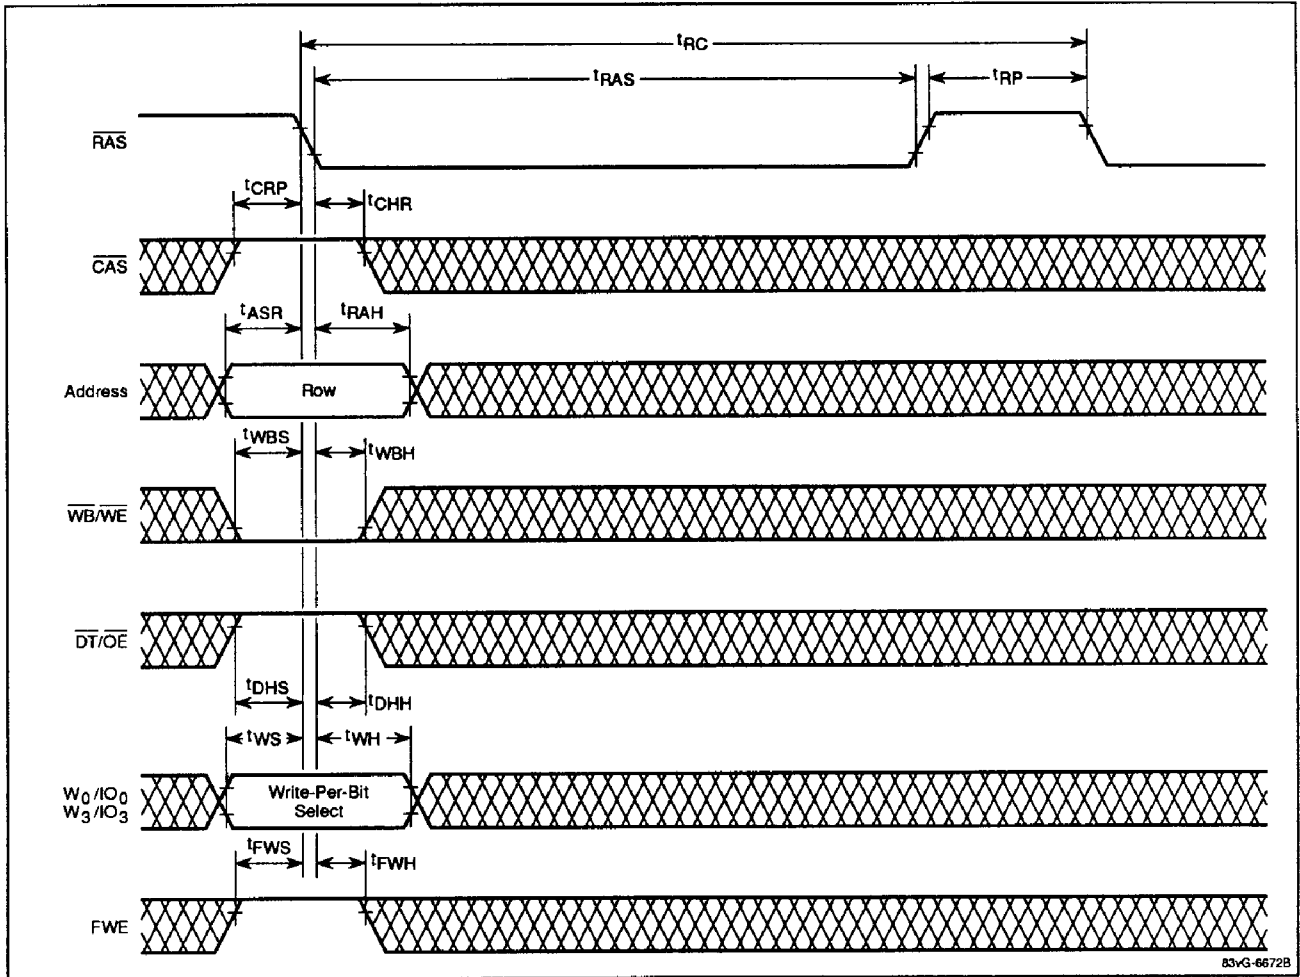 tRC
tRAS
tRP
RAS
tCRP
tCHR
CAS
tASR
tRAH
Address
Row
tWBS
tWBH
WB/WE
DT/OE
tDHS
tDHH
tWS
tWH
W0/IO0
W3/IO3
Write-Per-Bit
Select
tFWS
tFWH
FWE
83vG-6672B